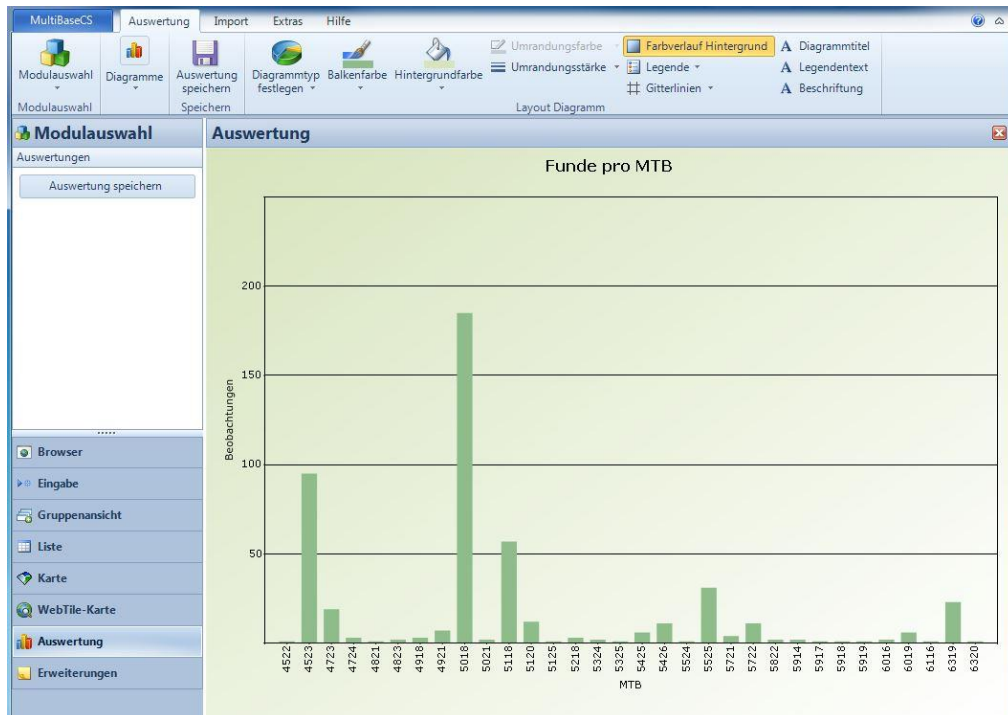 MultiBaseCS Auswertung Import Extras Hilfe
Modulauswahl
Diagramme
Auswertung speichern
Diagrammtyp festlegen
Balkenfarbe
Hintergrundfarbe
Umrandungsfarbe
Umrandungsstärke
Farbverlauf Hintergrund
Legende
Gitterlinien
A Diagrammtitel
A Legendentext
A Beschriftung
Modulauswahl
Speichern
Layout Diagramm
Modulauswahl
Auswertungen
Auswertung speichern
Browser
Eingabe
Gruppenansicht
Liste
Karte
WebTile-Karte
Auswertung
Erweiterungen
Auswertung
Funde pro MTB
Beobachtungen
200
150
100
50
4522 4523 4723 4724 4821 4823 4918 4921 5018 5021 5118 5120 5125 5218 5324 5325 5425 5426 5524 5525 5721 5722 5822 5914 5917 5918 5919 6016 6019 6116 6319 6320
MTB